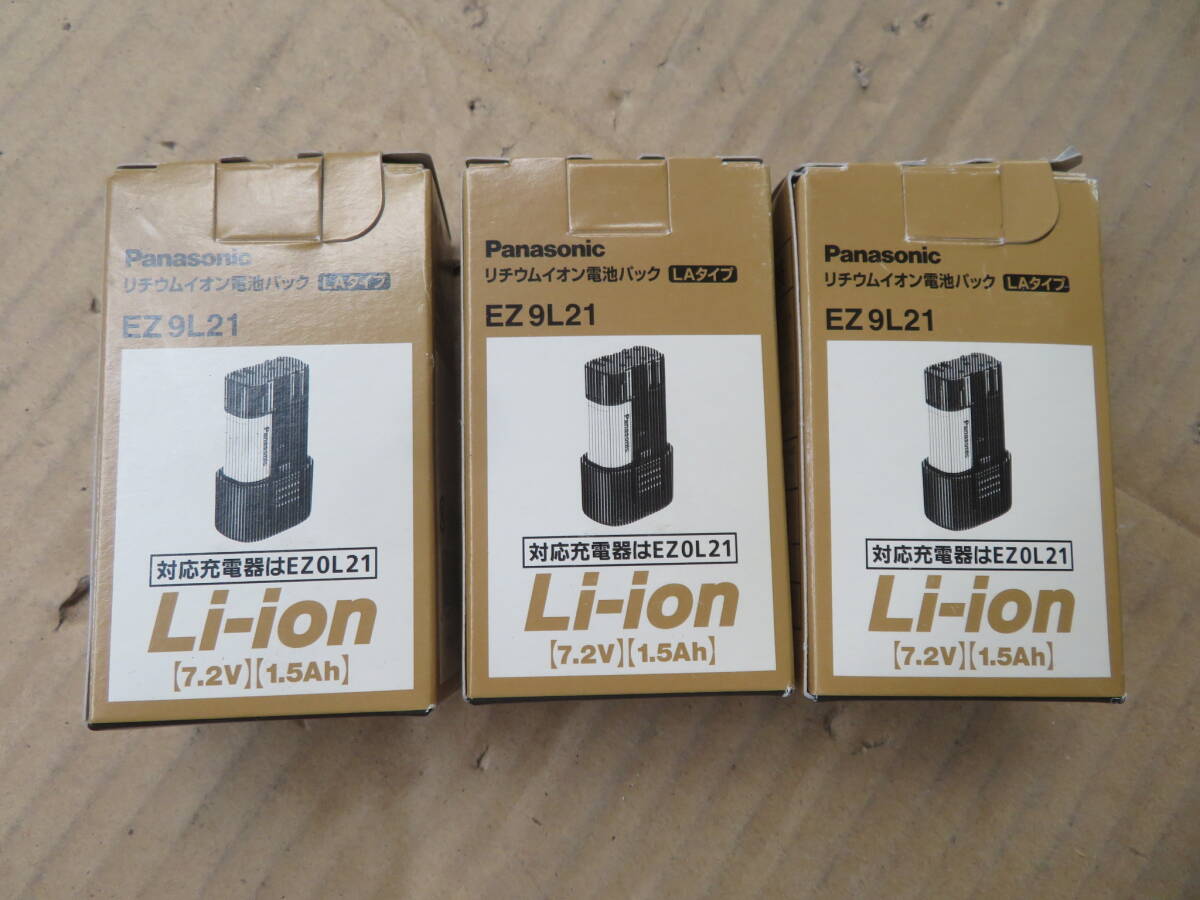 Panasonic
リチウムイオン電池パック LAタイプ
EZ9L21
Panasonic
対応充電器はEZ0L21
Li-ion
【7.2V】【1.5Ah】
Panasonic
リチウムイオン電池パック LAタイプ
EZ9L21
Panasonic
対応充電器はEZ0L21
Li-ion
【7.2V】【1.5Ah】
Panasonic
リチウムイオン電池パック LAタイプ
EZ9L21
Panasonic
対応充電器はEZ0L21
Li-ion
【7.2V】【1.5Ah】